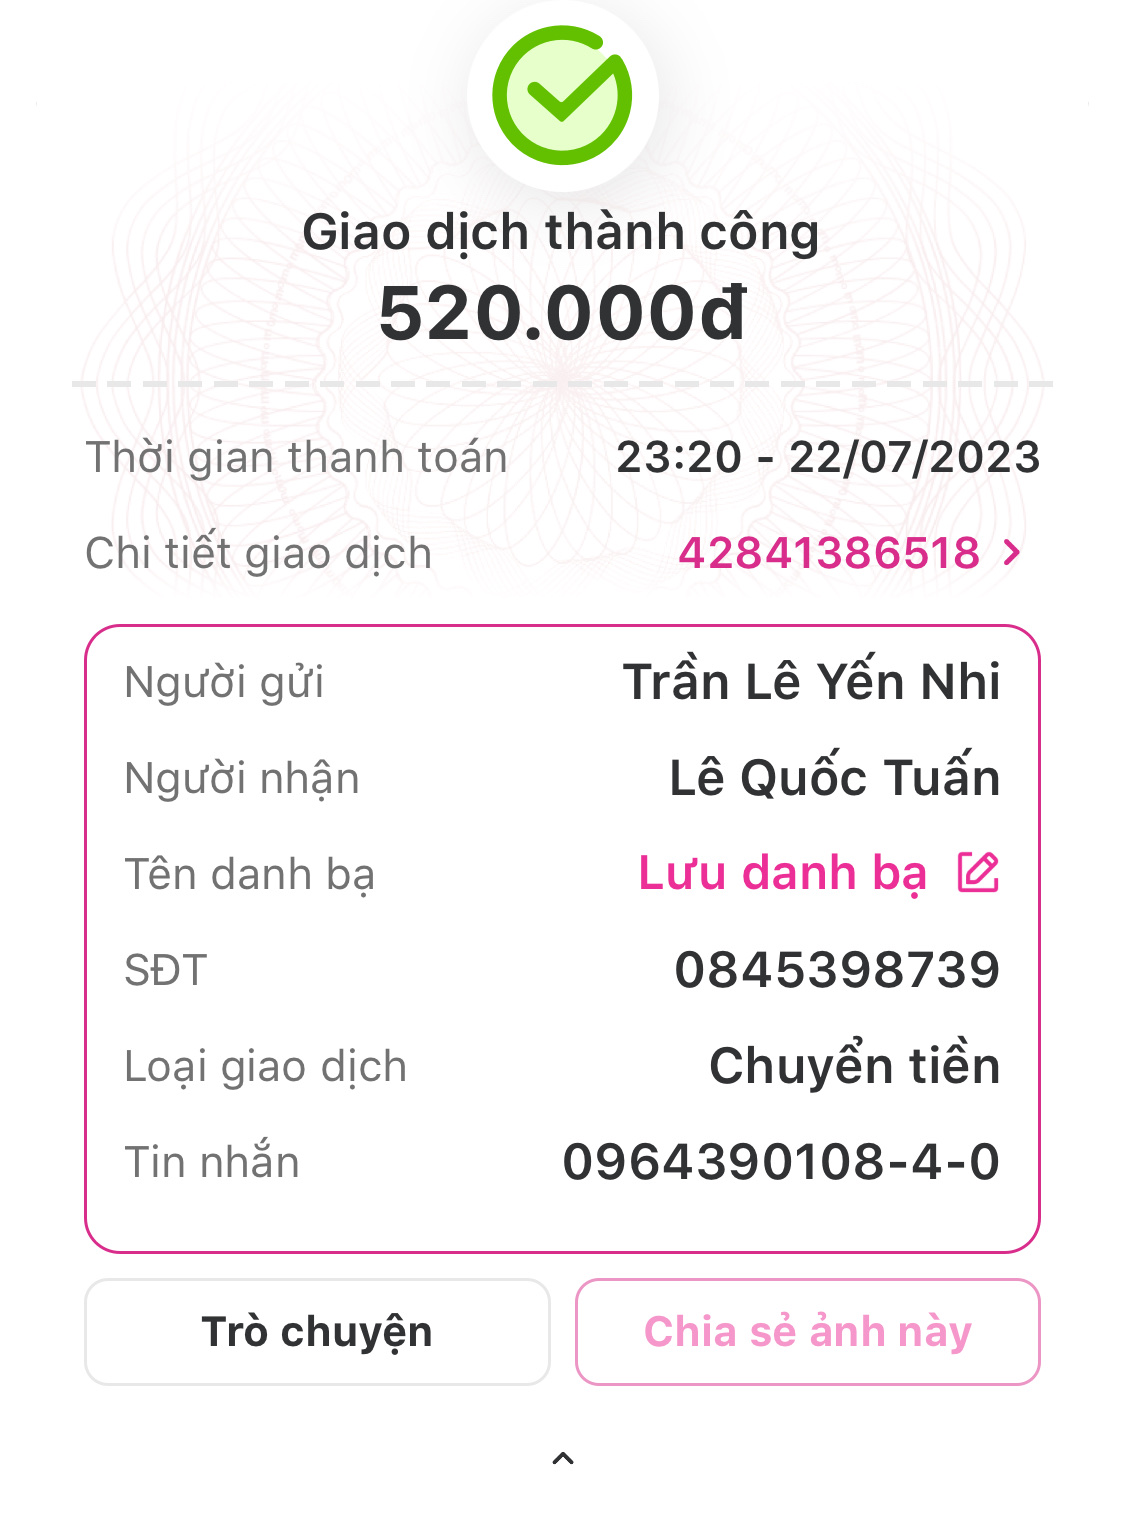 Giao dịch thành công
520.000đ
Thời gian thanh toán 23:20 - 22/07/2023
Chi tiết giao dịch 42841386518
Người gửi Trần Lê Yến Nhi
Người nhận Lê Quốc Tuấn
Tên danh bạ Lưu danh bạ
SĐT 0845398739
Loại giao dịch Chuyển tiền
Tin nhắn 0964390108-4-0
Trò chuyện Chia sẻ ảnh này